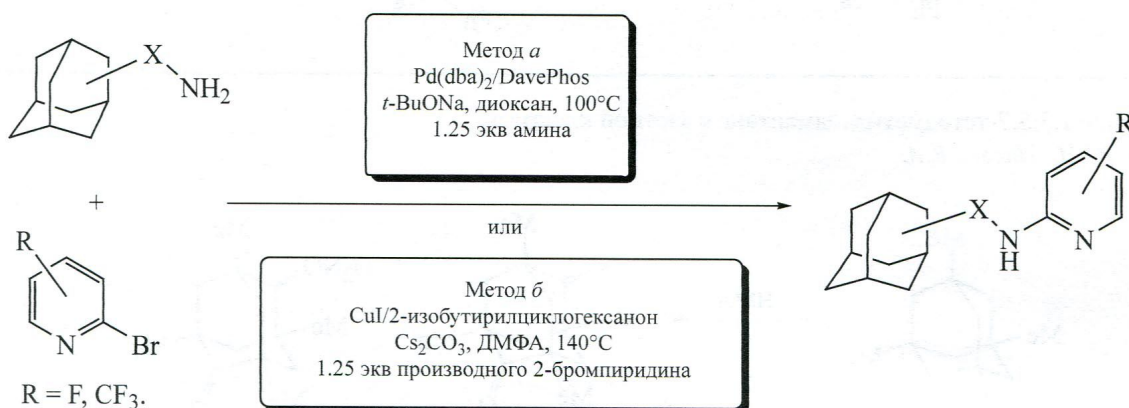 X
NH2
+
R
N
Br
R = F, CF3.
Метод а
Pd(dba)2/DavePhos
t-BuONa, диоксан, 100°C
1.25 экв амина
или
Метод б
CuI/2-изобутирилциклогексанон
Cs2CO3, ДМФА, 140°C
1.25 экв производного 2-бромпиридина
R
X
N
H
N